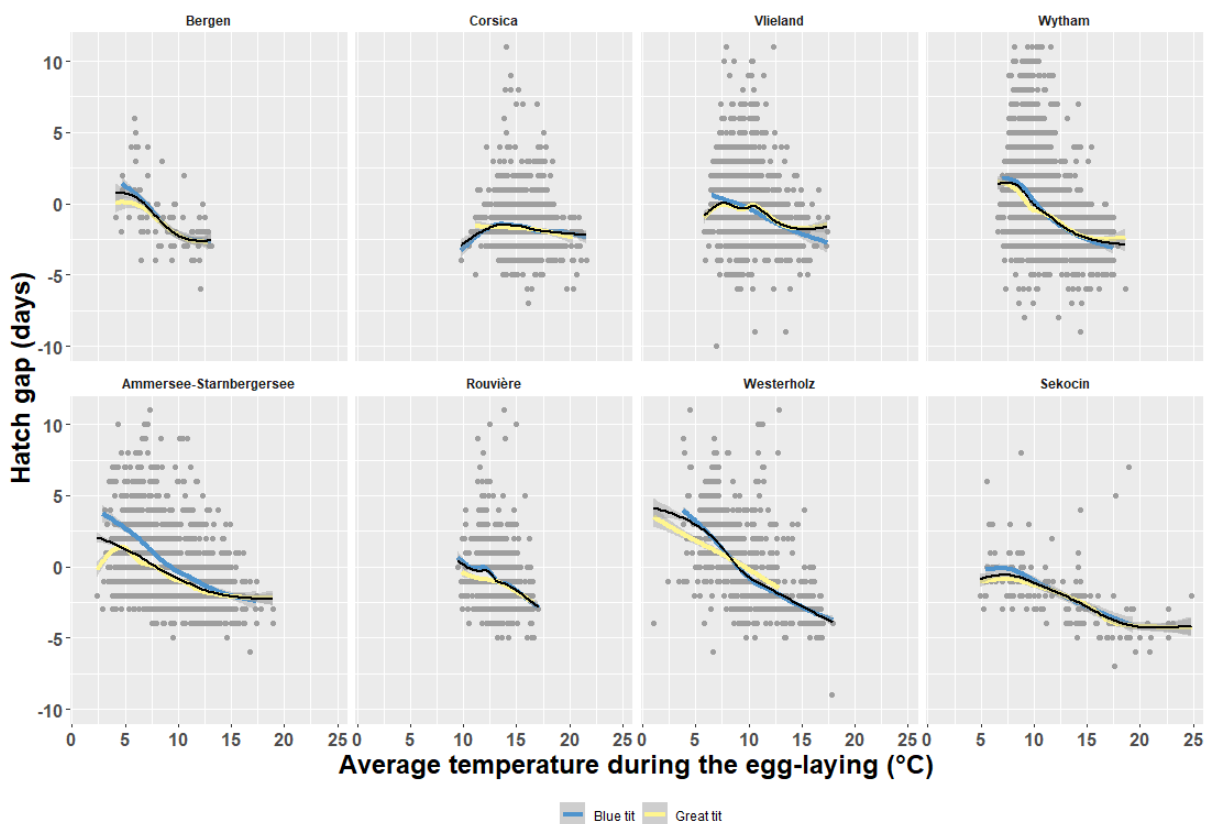 Bergen Corsica Vlieland Wytham
10
5
0
-5
-10
Ammersee-Starnbergersee Rouvière Westerholz Sekocin
10
5
0
-5
-10
0 5 10 15 20 25 0 5 10 15 20 25 0 5 10 15 20 25 0 5 10 15 20 25
Hatch gap (days)
Average temperature during the egg-laying (°C)
Blue tit Great tit